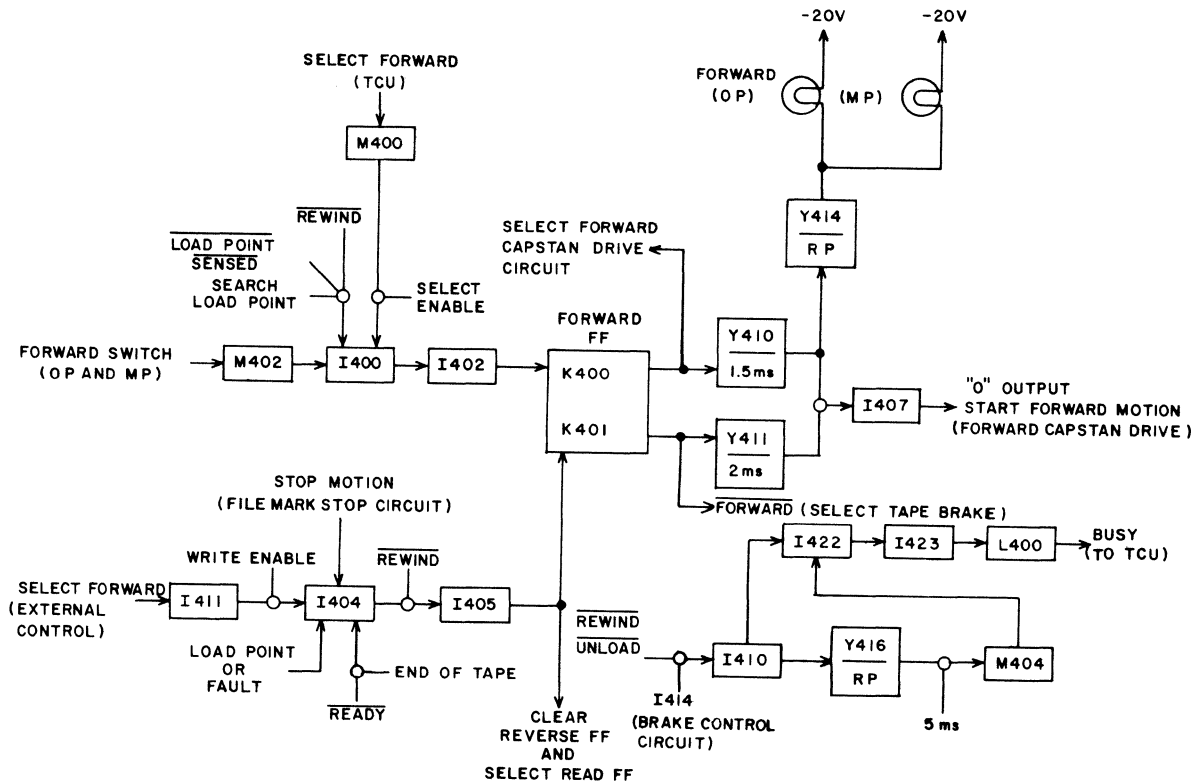 -20V
-20V
SELECT FORWARD
(TCU)
FORWARD
(OP)
(MP)
M400
REWIND
LOAD POINT
SENSED
SEARCH
LOAD POINT
SELECT
ENABLE
SELECT FORWARD
CAPSTAN DRIVE
CIRCUIT
Y414
RP
FORWARD
FF
FORWARD SWITCH
(OP AND MP)
M402
I400
I402
K400
K401
Y410
1.5ms
Y411
2ms
I407
"O" OUTPUT
START FORWARD MOTION
(FORWARD CAPSTAN DRIVE)
FORWARD (SELECT TAPE BRAKE)
STOP MOTION
(FILE MARK STOP CIRCUIT)
WRITE ENABLE
REWIND
SELECT FORWARD
(EXTERNAL
CONTROL)
I411
I404
I405
LOAD POINT
OR
FAULT
END OF TAPE
READY
CLEAR
REVERSE FF
AND
SELECT READ FF
I422
I423
L400
BUSY
(TO TCU)
REWIND
UNLOAD
I410
Y416
RP
M404
I414
(BRAKE CONTROL
CIRCUIT)
5ms